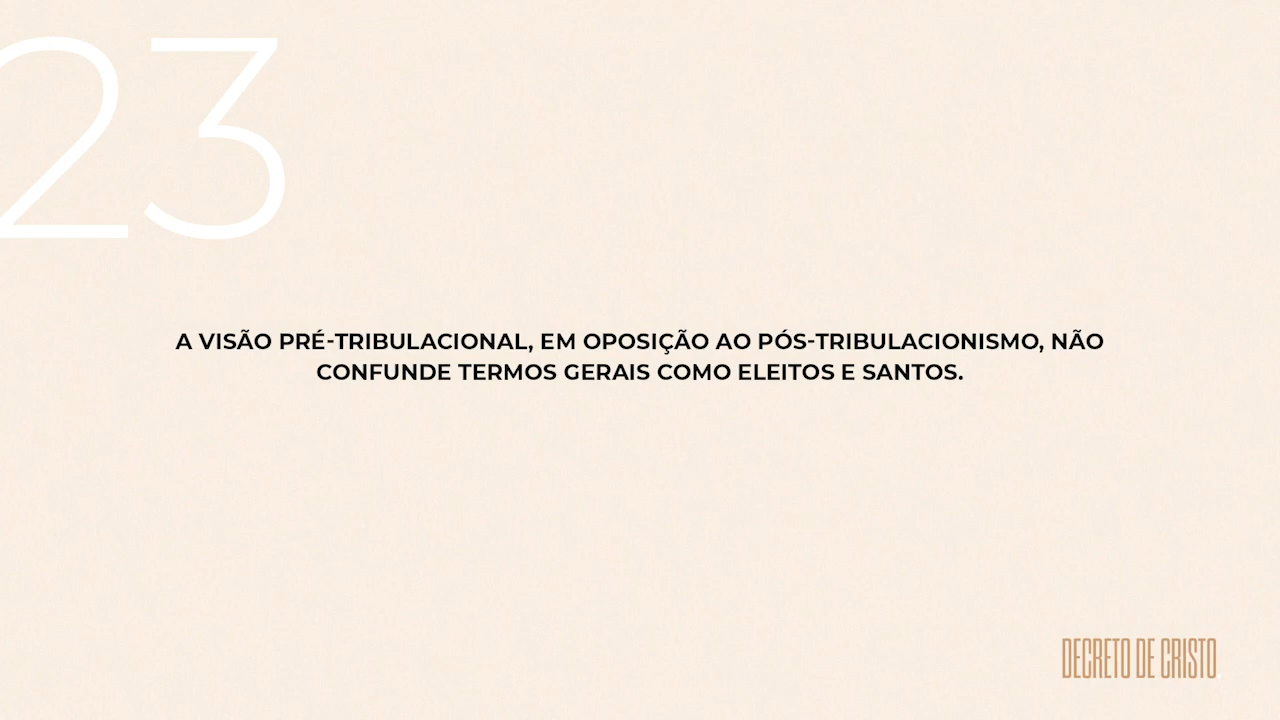 23
A VISÃO PRÉ-TRIBULACIONAL, EM OPOSIÇÃO AO PÓS-TRIBULACIONISMO, NÃO
CONFUNDE TERMOS GERAIS COMO ELEITOS E SANTOS.
DECRETO DE CRISTO.